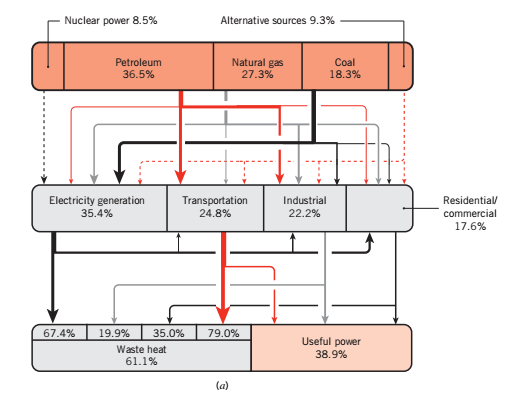 Nuclear power 8.5%
Alternative sources 9.3%
Petroleum
36.5%
Natural gas
27.3%
Coal
18.3%
Electricity generation
35.4%
Transportation
24.8%
Industrial
22.2%
Residential/
commercial
17.6%
67.4%
19.9%
35.0%
79.0%
Waste heat
61.1%
Useful power
38.9%
(a)